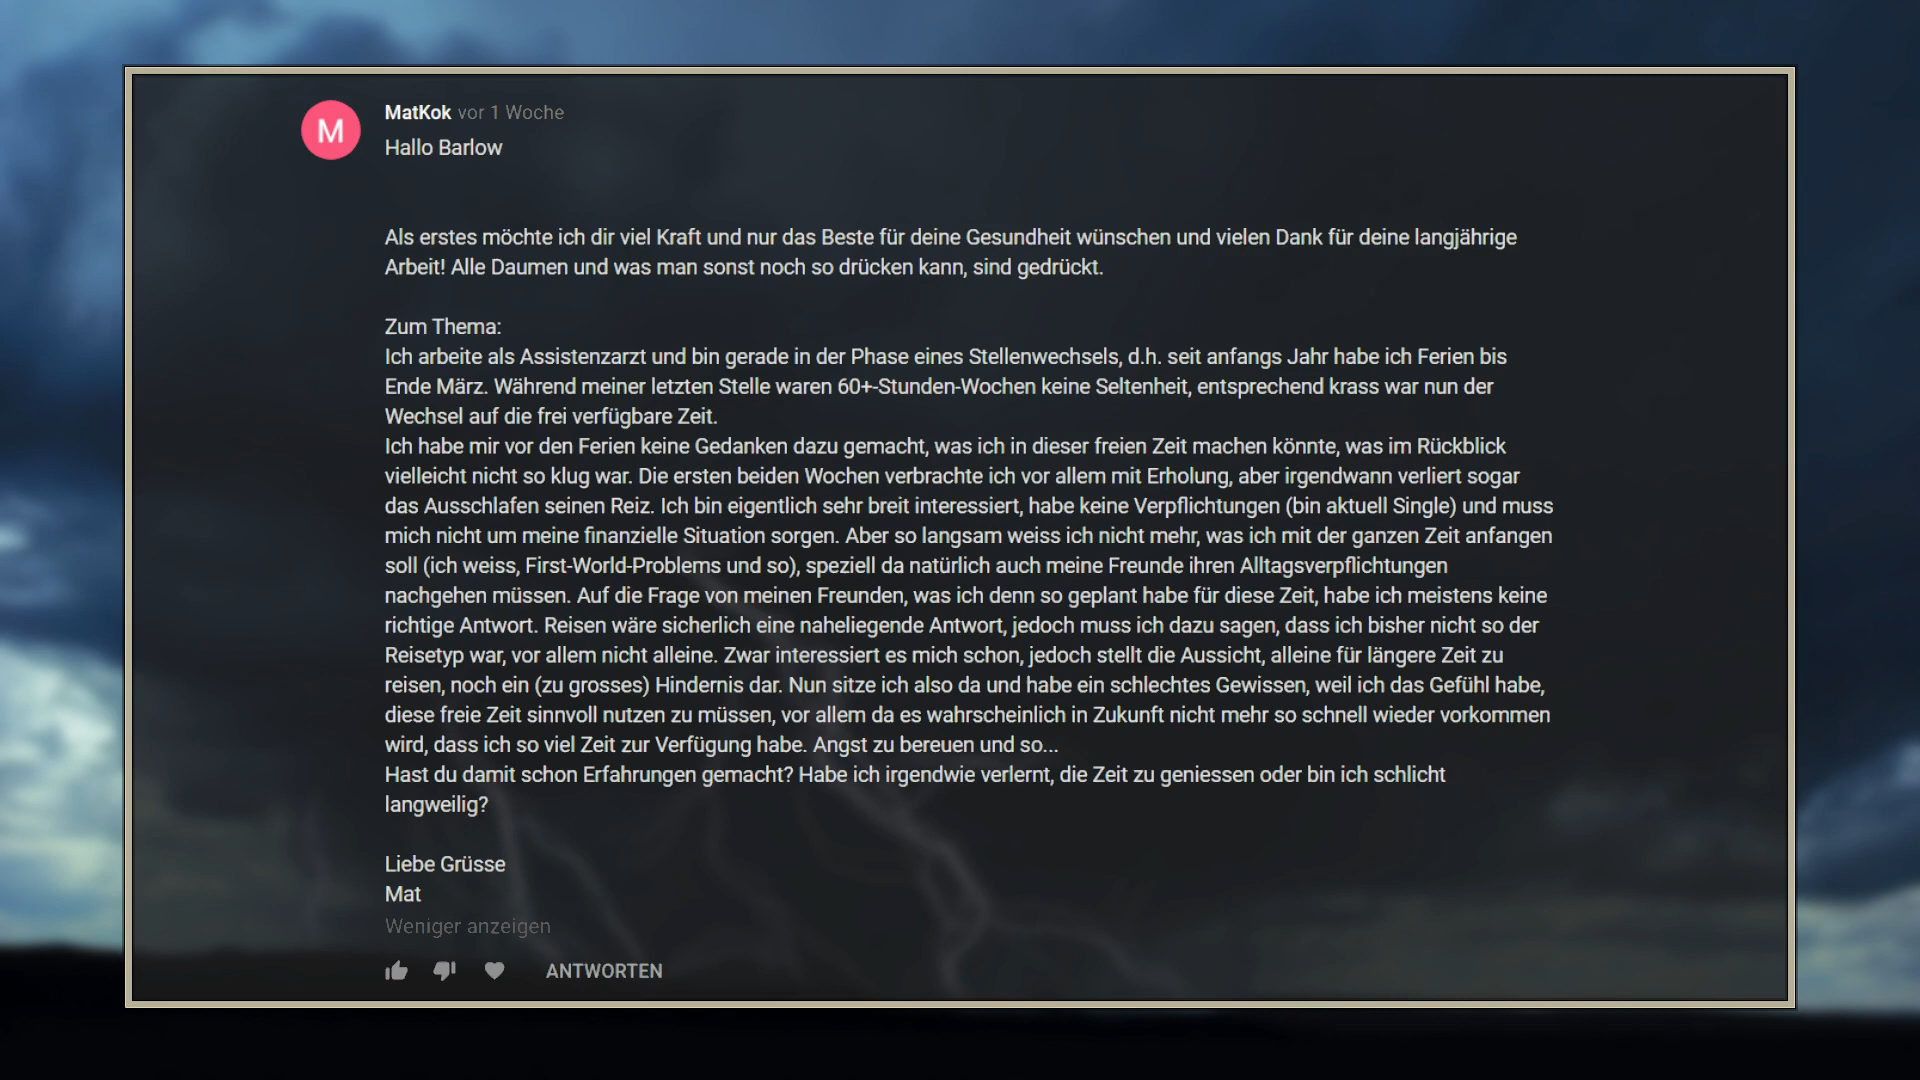 M
MatKok vor 1 Woche
Hallo Barlow
Als erstes möchte ich dir viel Kraft und nur das Beste für deine Gesundheit wünschen und vielen Dank für deine langjährige
Arbeit! Alle Daumen und was man sonst noch so drücken kann, sind gedrückt.
Zum Thema:
Ich arbeite als Assistenzarzt und bin gerade in der Phase eines Stellenwechsels, d.h. seit anfangs Jahr habe ich Ferien bis
Ende März. Während meiner letzten Stelle waren 60+-Stunden-Wochen keine Seltenheit, entsprechend krass war nun der
Wechsel auf die frei verfügbare Zeit.
Ich habe mir vor den Ferien keine Gedanken dazu gemacht, was ich in dieser freien Zeit machen könnte, was im Rückblick
vielleicht nicht so klug war. Die ersten beiden Wochen verbrachte ich vor allem mit Erholung, aber irgendwann verliert sogar
das Ausschlafen seinen Reiz. Ich bin eigentlich sehr breit interessiert, habe keine Verpflichtungen (bin aktuell Single) und muss
mich nicht um meine finanzielle Situation sorgen. Aber so langsam weiss ich nicht mehr, was ich mit der ganzen Zeit anfangen
soll (ich weiss, First-World-Problems und so), speziell da natürlich auch meine Freunde ihren Alltagsverpflichtungen
nachgehen müssen. Auf die Frage von meinen Freunden, was ich denn so geplant habe für diese Zeit, habe ich meistens keine
richtige Antwort. Reisen wäre sicherlich eine naheliegende Antwort, jedoch muss ich dazu sagen, dass ich bisher nicht so der
Reisetyp war, vor allem nicht alleine. Zwar interessiert es mich schon, jedoch stellt die Aussicht, alleine für längere Zeit zu
reisen, noch ein (zu grosses) Hindernis dar. Nun sitze ich also da und habe ein schlechtes Gewissen, weil ich das Gefühl habe,
diese freie Zeit sinnvoll nutzen zu müssen, vor allem da es wahrscheinlich in Zukunft nicht mehr so schnell wieder vorkommen
wird, dass ich so viel Zeit zur Verfügung habe. Angst zu bereuen und so...
Hast du damit schon Erfahrungen gemacht? Habe ich irgendwie verlernt, die Zeit zu geniessen oder bin ich schlicht
langweilig?
Liebe Grüsse
Mat
Weniger anzeigen
ANTWORTEN